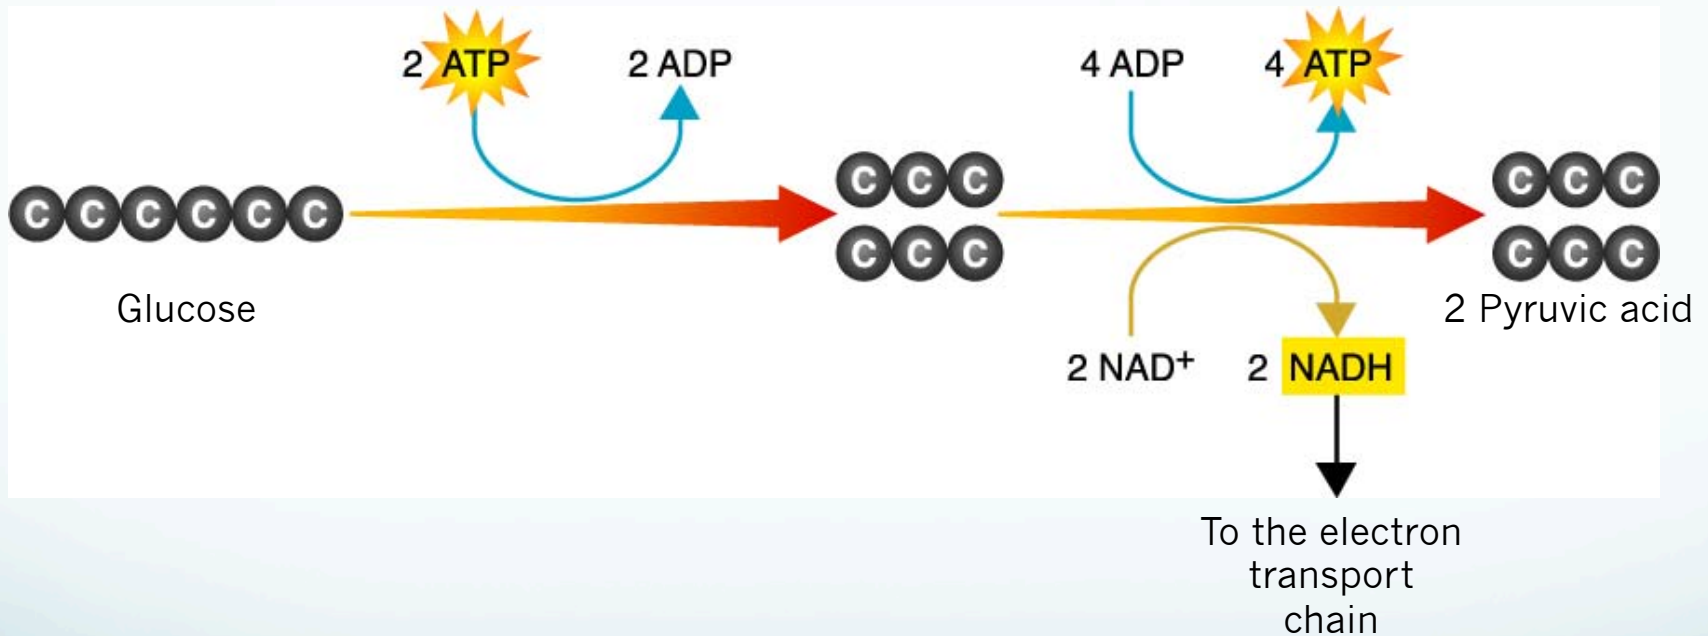 2 ATP 2 ADP 4 ADP 4 ATP
C C C C C C
C C C
C C C
C C C
C C C
Glucose
2 Pyruvic acid
2 NAD+ 2 NADH
To the electron
transport
chain